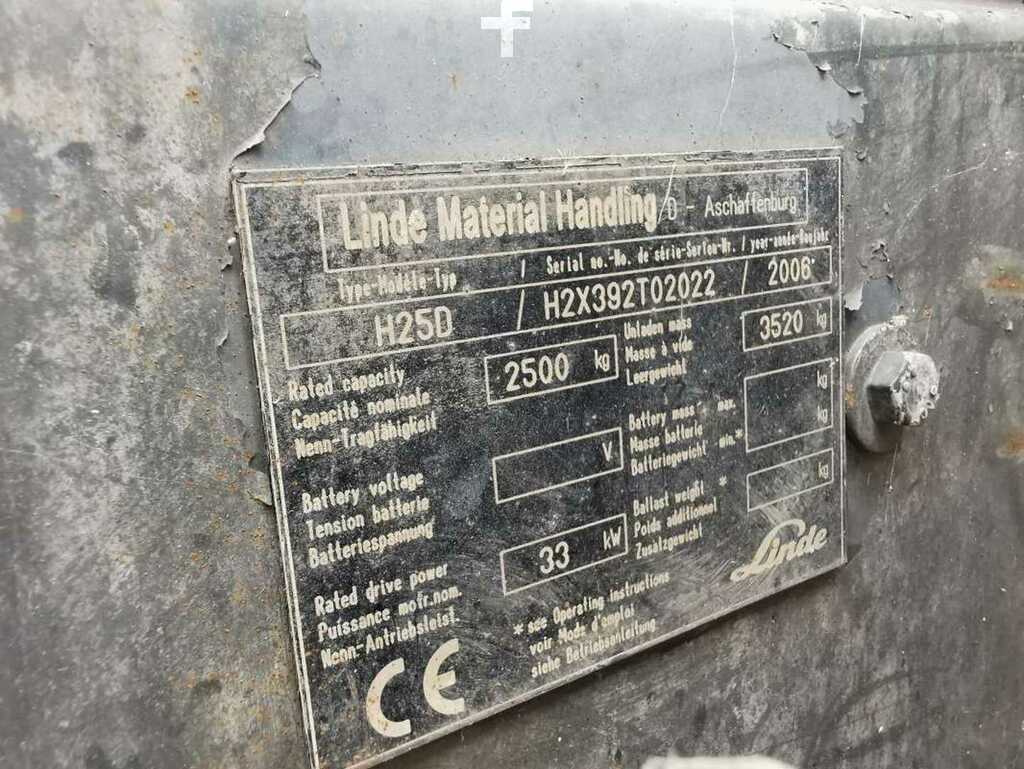 Linde Material Handling D - Aschaffenburg
Type-Modèle-Typ / Serial no.-No. de série-Serien-Nr. / year-année-Baujahr
H25D / H2X392T02022 / 2006
Rated capacity
Capacité nominale
Nenn-Tragfähigkeit
2500 kg
Unladen mass
Masse à vide
Leergewicht
3520 kg
Battery voltage
Tension batterie
Batteriespannung
V
Battery mass max.
Masse batterie
Batteriegewicht min.*
kg
kg
Rated drive power
Puissance mot.nom.
Nenn-Antriebsleist.
33 kW
Ballast weight *
Poids additionnel
Zusatzgewicht
kg
* see Operating instructions
voir Mode d'emploi
siehe Betriebsanleitung
CE
Linde